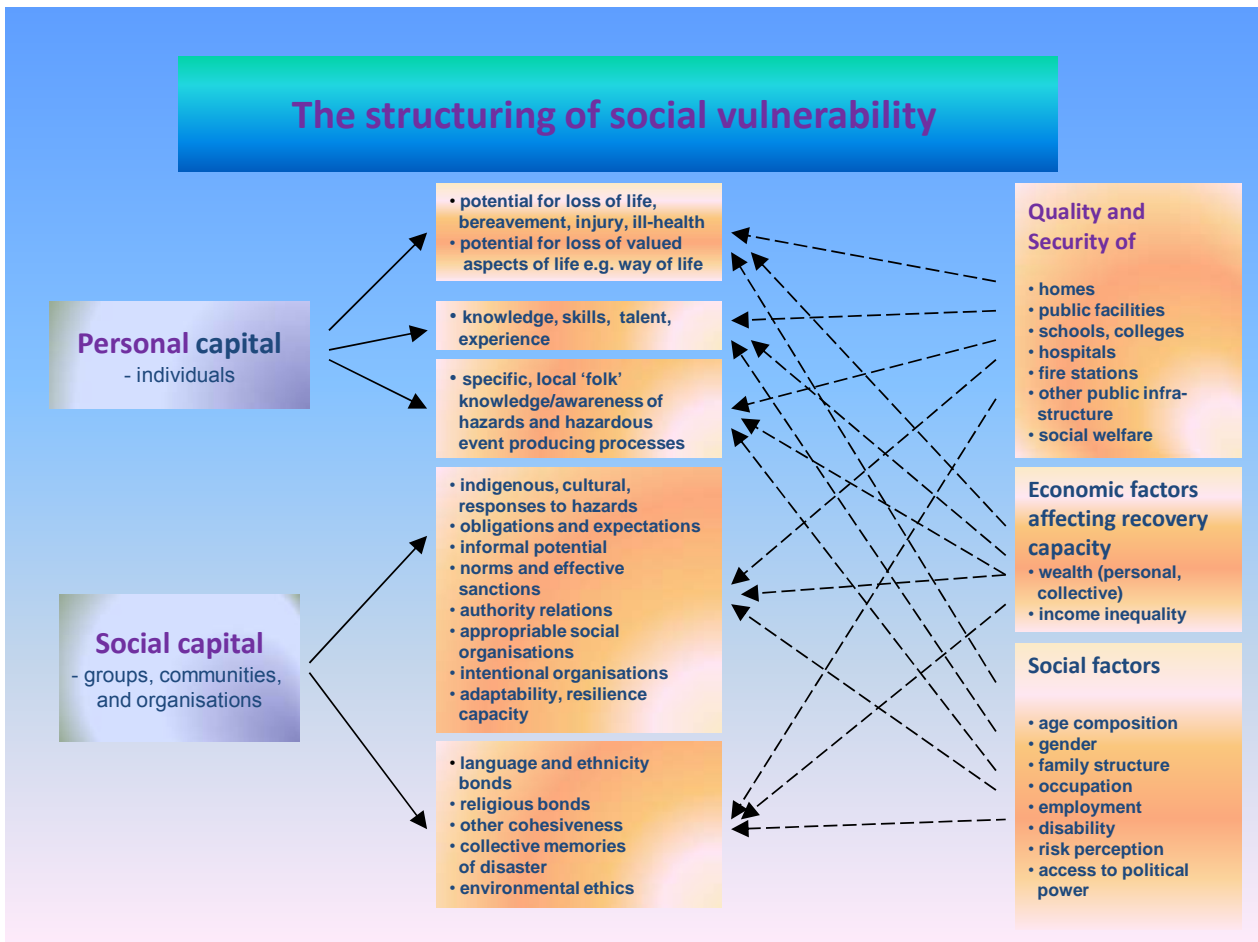 The structuring of social vulnerability
Personal capital
- individuals
Social capital
- groups, communities,
and organisations
• potential for loss of life,
bereavement, injury, ill-health
• potential for loss of valued
aspects of life e.g. way of life
• knowledge, skills, talent,
experience
• specific, local ‘folk’
knowledge/awareness of
hazards and hazardous
event producing processes
• indigenous, cultural,
responses to hazards
• obligations and expectations
• informal potential
• norms and effective
sanctions
• authority relations
• appropriable social
organisations
• intentional organisations
• adaptability, resilience
capacity
• language and ethnicity
bonds
• religious bonds
• other cohesiveness
• collective memories
of disaster
• environmental ethics
Quality and
Security of
• homes
• public facilities
• schools, colleges
• hospitals
• fire stations
• other public infra-
structure
• social welfare
Economic factors
affecting recovery
capacity
• wealth (personal,
collective)
• income inequality
Social factors
• age composition
• gender
• family structure
• occupation
• employment
• disability
• risk perception
• access to political
power